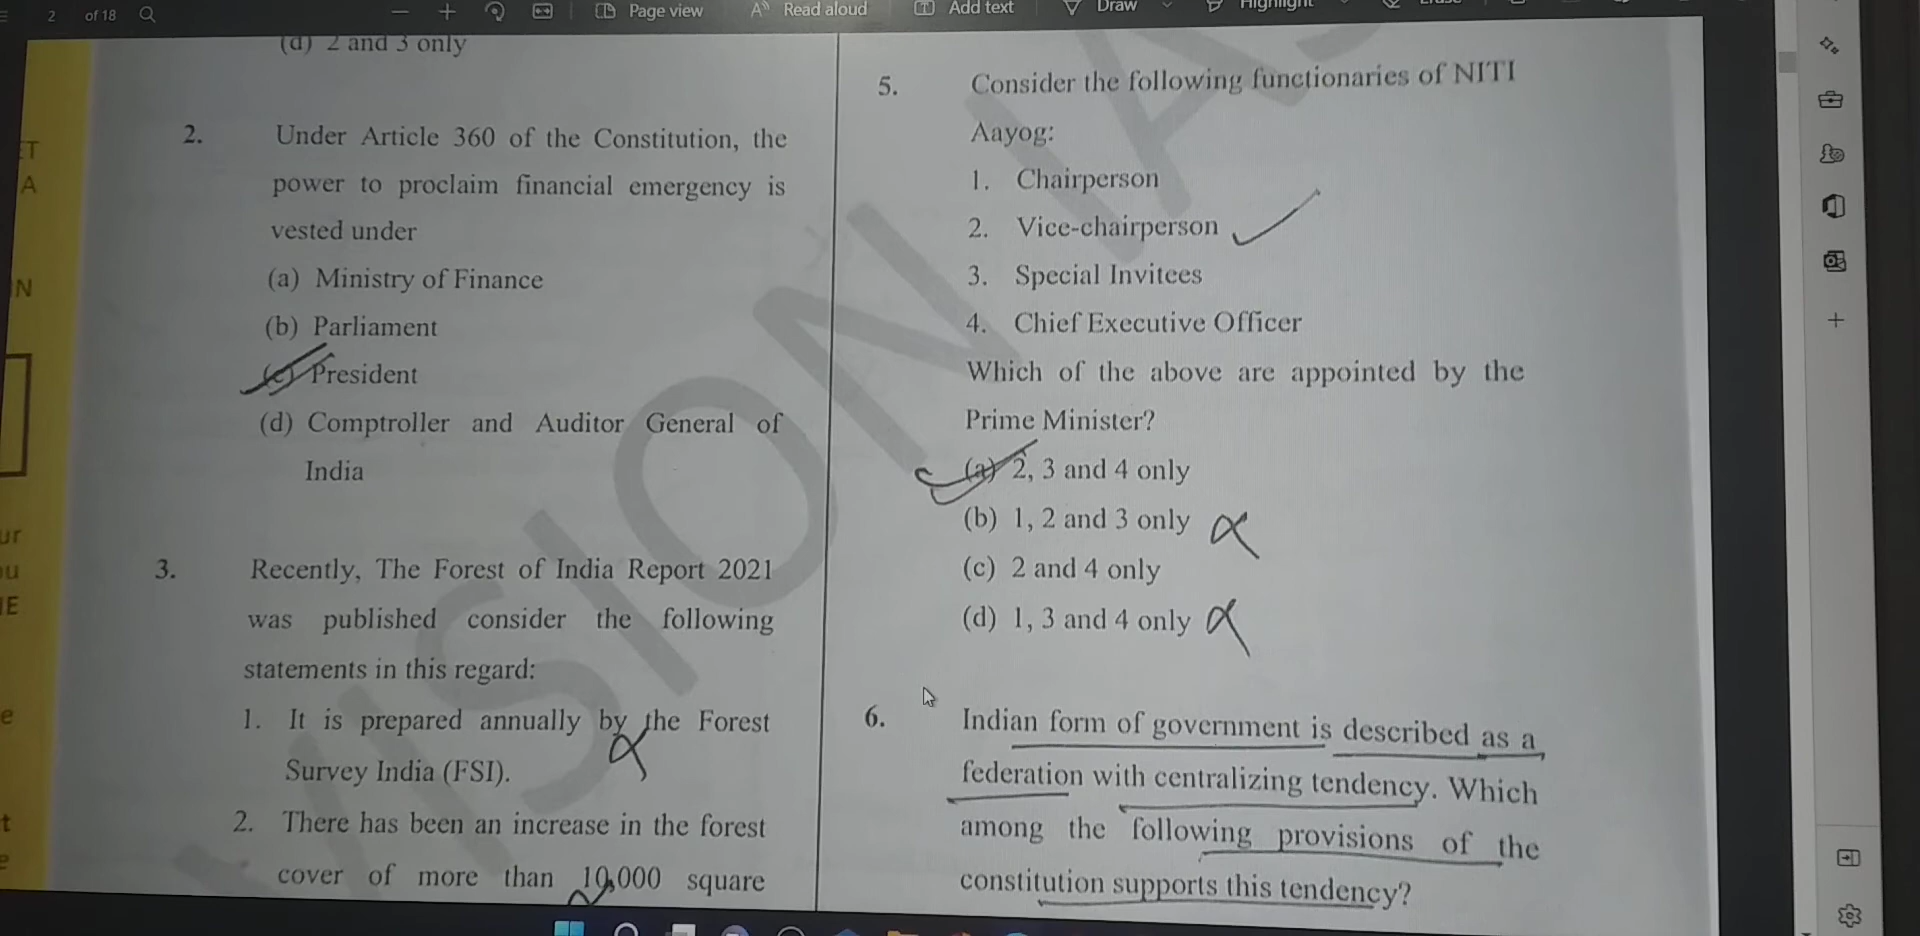 2 of 18
Page view
Read aloud
Add text
Draw
Highlight
(d) 2 and 3 only
2. Under Article 360 of the Constitution, the
power to proclaim financial emergency is
vested under
(a) Ministry of Finance
(b) Parliament
(c) President
(d) Comptroller and Auditor General of
India
3. Recently, The Forest of India Report 2021
was published consider the following
statements in this regard:
1. It is prepared annually by the Forest
Survey India (FSI).
2. There has been an increase in the forest
cover of more than 10,000 square
5. Consider the following functionaries of NITI
Aayog:
1. Chairperson
2. Vice-chairperson
3. Special Invitees
4. Chief Executive Officer
Which of the above are appointed by the
Prime Minister?
(a) 2, 3 and 4 only
(b) 1, 2 and 3 only
(c) 2 and 4 only
(d) 1, 3 and 4 only
6. Indian form of government is described as a
federation with centralizing tendency. Which
among the following provisions of the
constitution supports this tendency?
VISION IAS